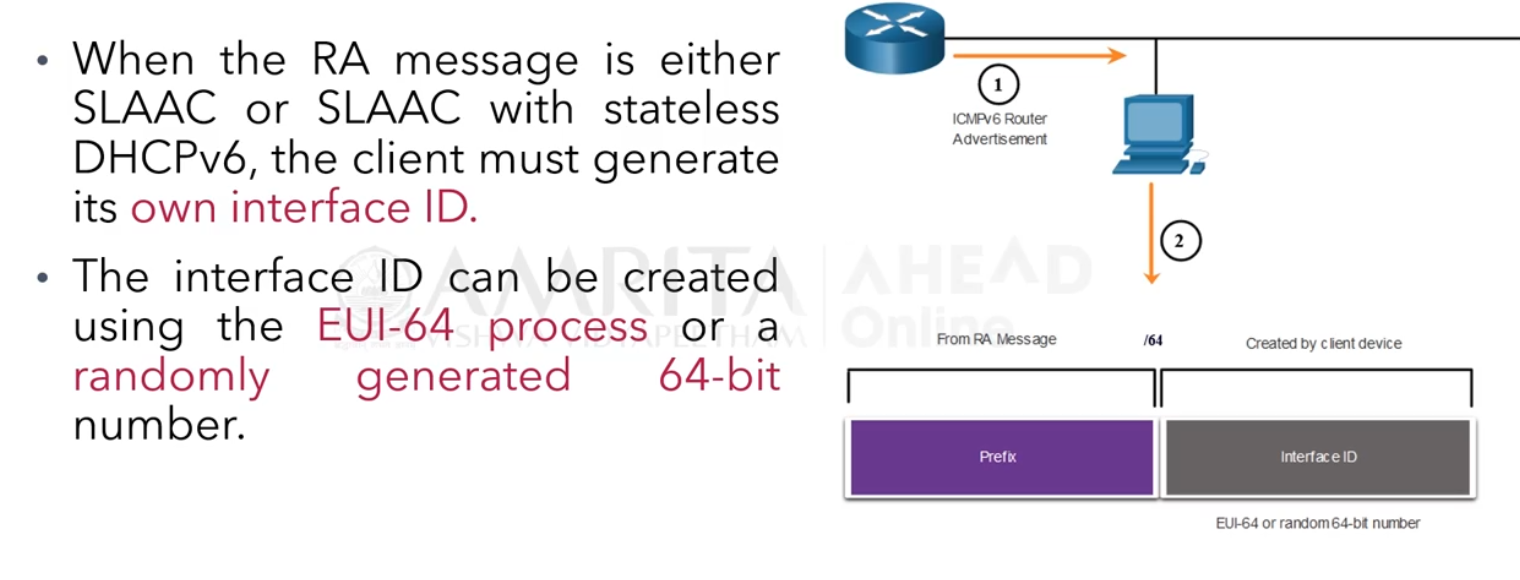 • When the RA message is either
SLAAC or SLAAC with stateless
DHCPv6, the client must generate
its own interface ID.
• The interface ID can be created
using the EUI-64 process or a
randomly generated 64-bit
number.
AMRITA
VISHWA VIDYAPEETHAM
AHEAD
Online
1
ICMPv6 Router
Advertisement
2
From RA Message
/64
Created by client device
Prefix
Interface ID
EUI-64 or random 64-bit number